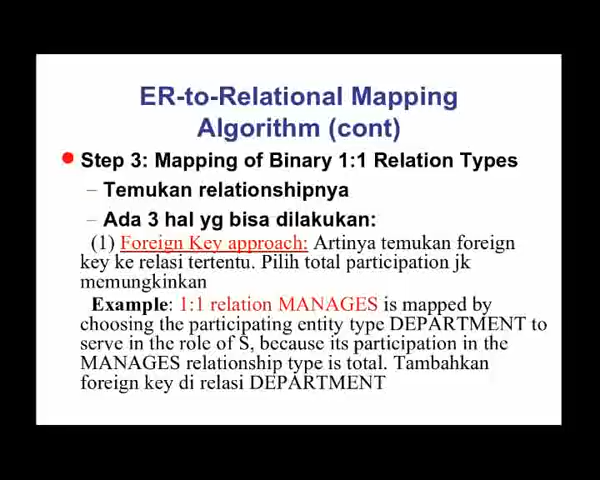 ER-to-Relational Mapping
Algorithm (cont)
Step 3: Mapping of Binary 1:1 Relation Types
– Temukan relationshipnya
– Ada 3 hal yg bisa dilakukan:
(1) Foreign Key approach: Artinya temukan foreign
key ke relasi tertentu. Pilih total participation jk
memungkinkan
Example: 1:1 relation MANAGES is mapped by
choosing the participating entity type DEPARTMENT to
serve in the role of S, because its participation in the
MANAGES relationship type is total. Tambahkan
foreign key di relasi DEPARTMENT